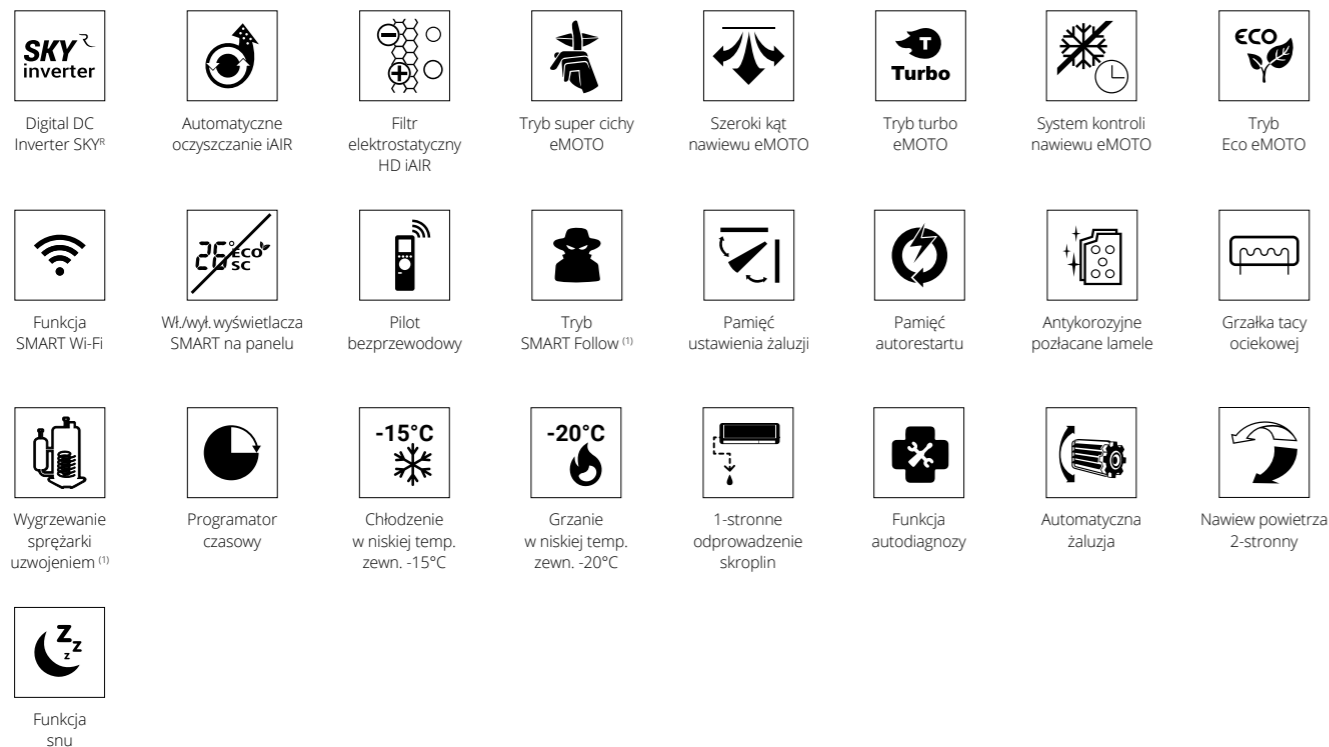 SKY R
inverter
Digital DC
Inverter SKYᴿ
Automatyczne
oczyszczanie iAIR
Filtr
elektrostatyczny
HD iAIR
Tryb super cichy
eMOTO
Szeroki kąt
nawiewu eMOTO
T
Turbo
Tryb turbo
eMOTO
System kontroli
nawiewu eMOTO
ECO
Tryb
Eco eMOTO
Funkcja
SMART Wi-Fi
26° ECO
SC
Wł./wył. wyświetlacza
SMART na panelu
Pilot
bezprzewodowy
Tryb
SMART Follow ⁽¹⁾
Pamięć
ustawienia żaluzji
Pamięć
autorestartu
Antykorozyjne
pozłacane lamele
Grzałka tacy
ociekowej
Wygrzewanie
sprężarki
uzwojeniem ⁽¹⁾
Programator
czasowy
-15°C
Chłodzenie
w niskiej temp.
zewn. -15°C
-20°C
Grzanie
w niskiej temp.
zewn. -20°C
1-stronne
odprowadzenie
skroplin
Funkcja
autodiagnozy
Automatyczna
żaluzja
Nawiew powietrza
2-stronny
Z z z
Funkcja
snu